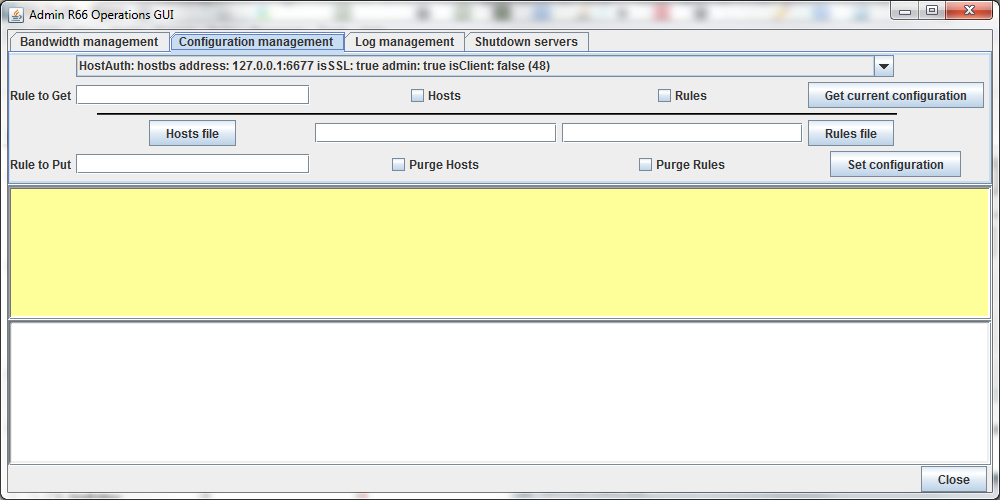 Admin R66 Operations GUI
Bandwidth management Configuration management Log management Shutdown servers
HostAuth: hostbs address: 127.0.0.1:6677 isSSL: true admin: true isClient: false (48)
Rule to Get Hosts Rules Get current configuration
Hosts file Rules file
Rule to Put Purge Hosts Purge Rules Set configuration
Close